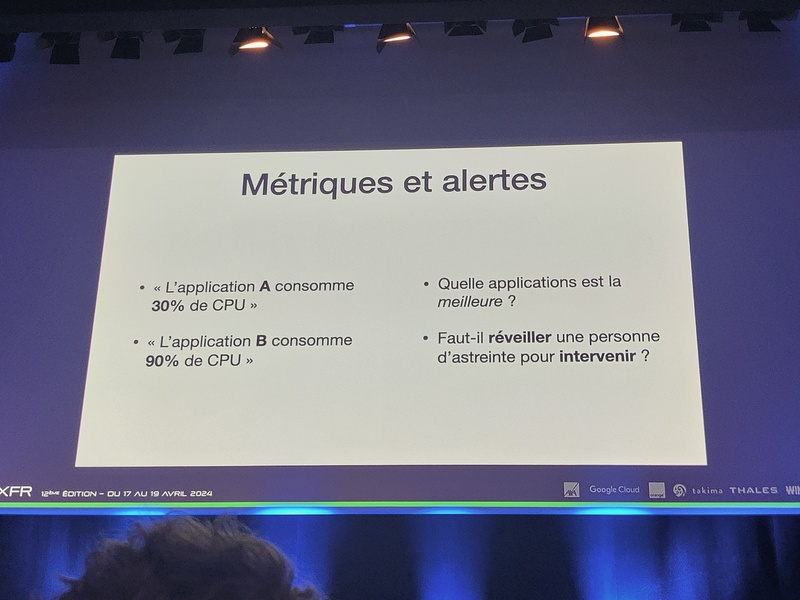 Métriques et alertes
• « L'application A consomme
30% de CPU »
• « L'application B consomme
90% de CPU »
• Quelle applications est la
meilleure ?
• Faut-il réveiller une personne
d'astreinte pour intervenir ?
XFR 12ème ÉDITION – DU 17 AU 19 AVRIL 2024
Google Cloud takima THALES